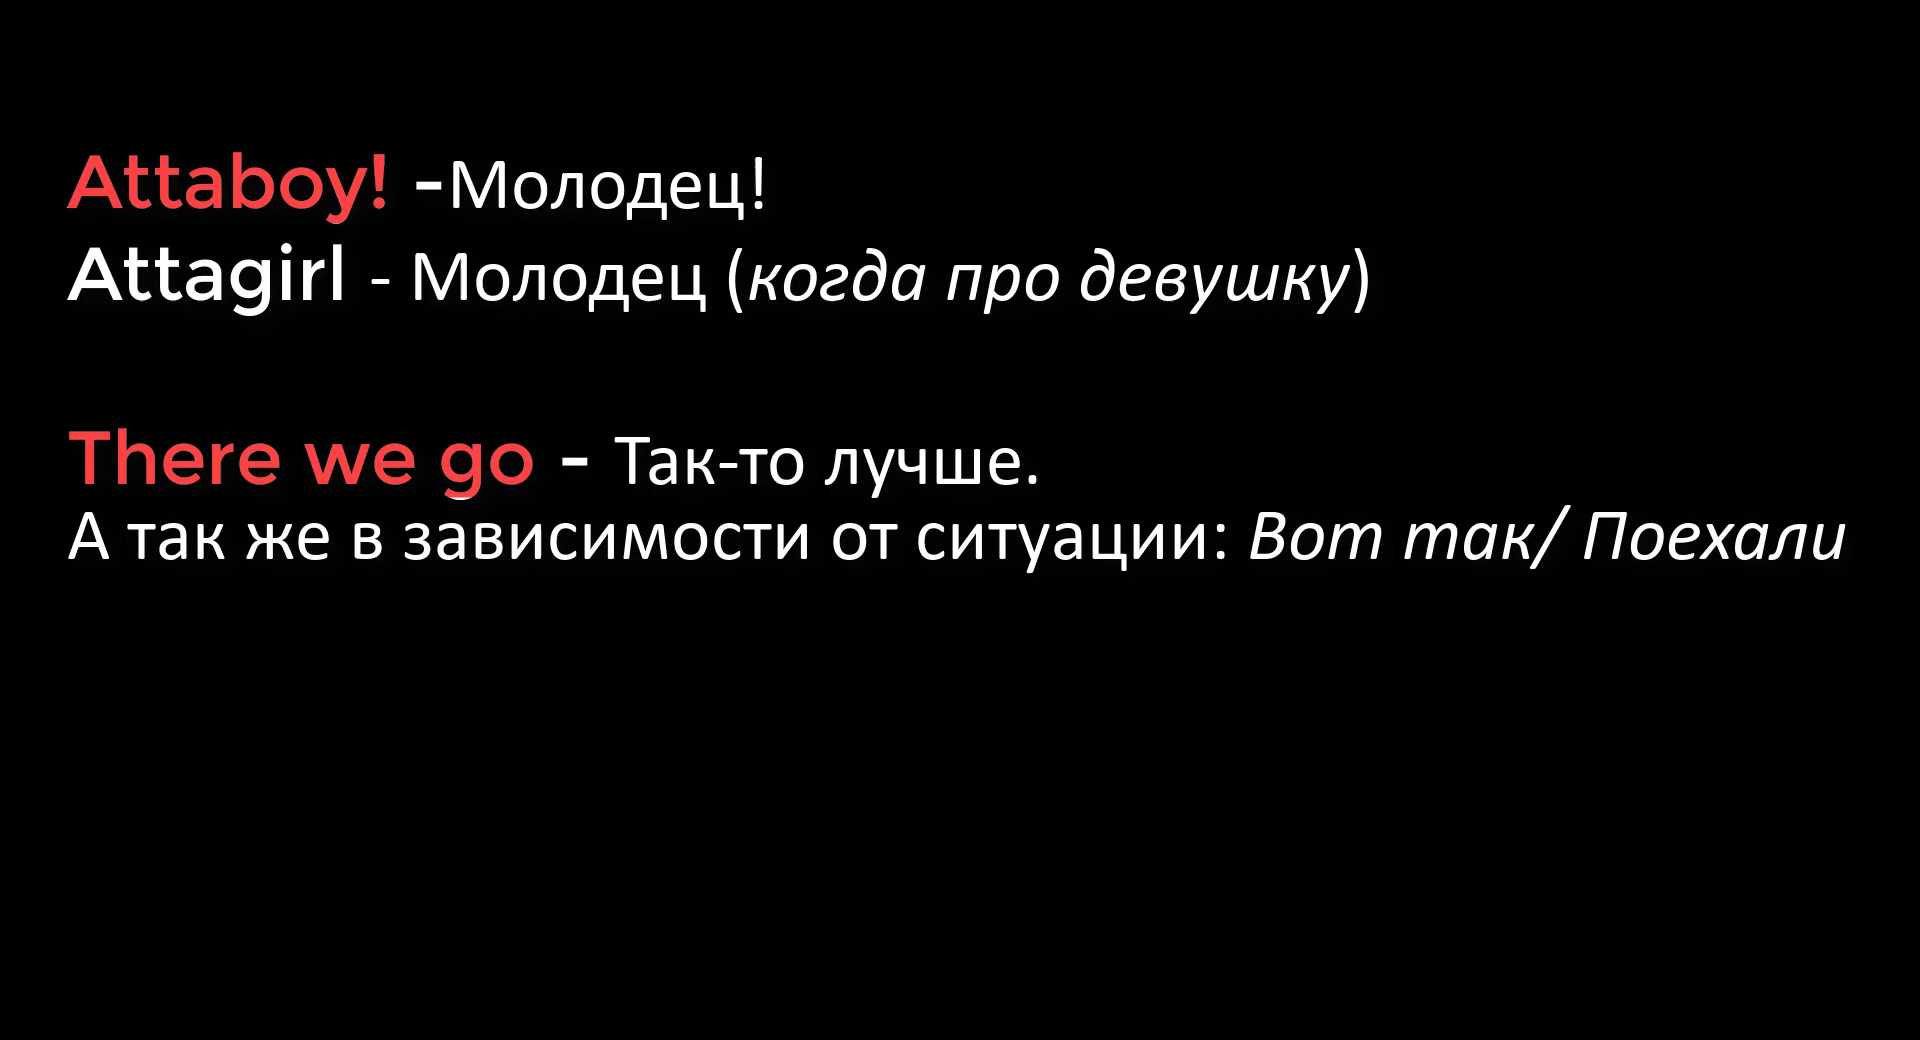 Attaboy! -Молодец!
Attagirl - Молодец (когда про девушку)
There we go - Так-то лучше.
А так же в зависимости от ситуации: Вот так/ Поехали